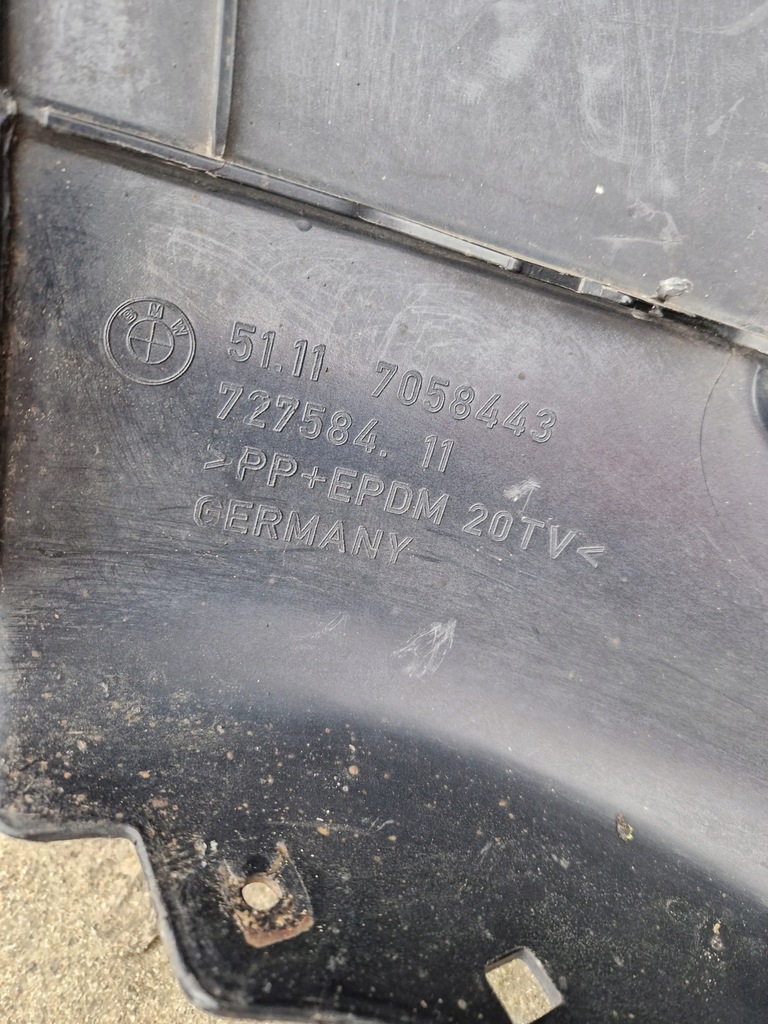 BMW
51.11 7058443
727584. 11
>PP+EPDM 20TV<
GERMANY